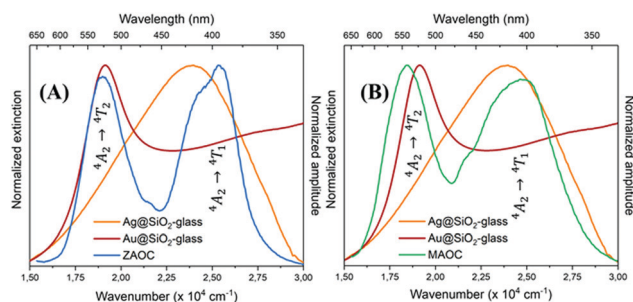 Wavelength (nm)
650 600 550 500 450 400 350
(A)
Normalized extinction
⁴A₂ → ⁴T₂
⁴A₂ → ⁴T₁
Normalized amplitude
Ag@SiO₂-glass
Au@SiO₂-glass
ZAOC
1,50 1,75 2,00 2,25 2,50 2,75 3,00
Wavenumber (x 10⁴ cm⁻¹)
Wavelength (nm)
650 600 550 500 450 400 350
(B)
Normalized extinction
⁴A₂ → ⁴T₂
⁴A₂ → ⁴T₁
Normalized amplitude
Ag@SiO₂-glass
Au@SiO₂-glass
MAOC
1,50 1,75 2,00 2,25 2,50 2,75 3,00
Wavenumber (x 10⁴ cm⁻¹)